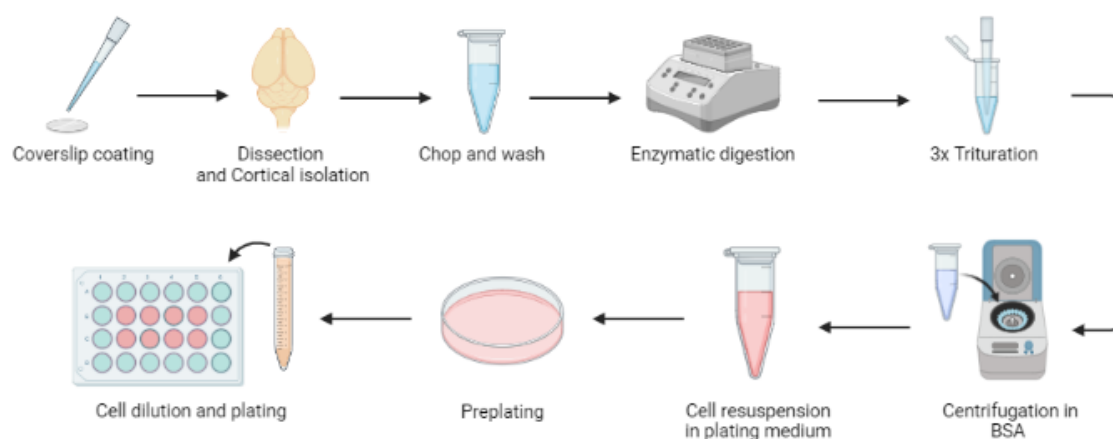 Coverslip coating
Dissection
and Cortical isolation
Chop and wash
Enzymatic digestion
3x Trituration
Cell dilution and plating
Preplating
Cell resuspension
in plating medium
Centrifugation in
BSA